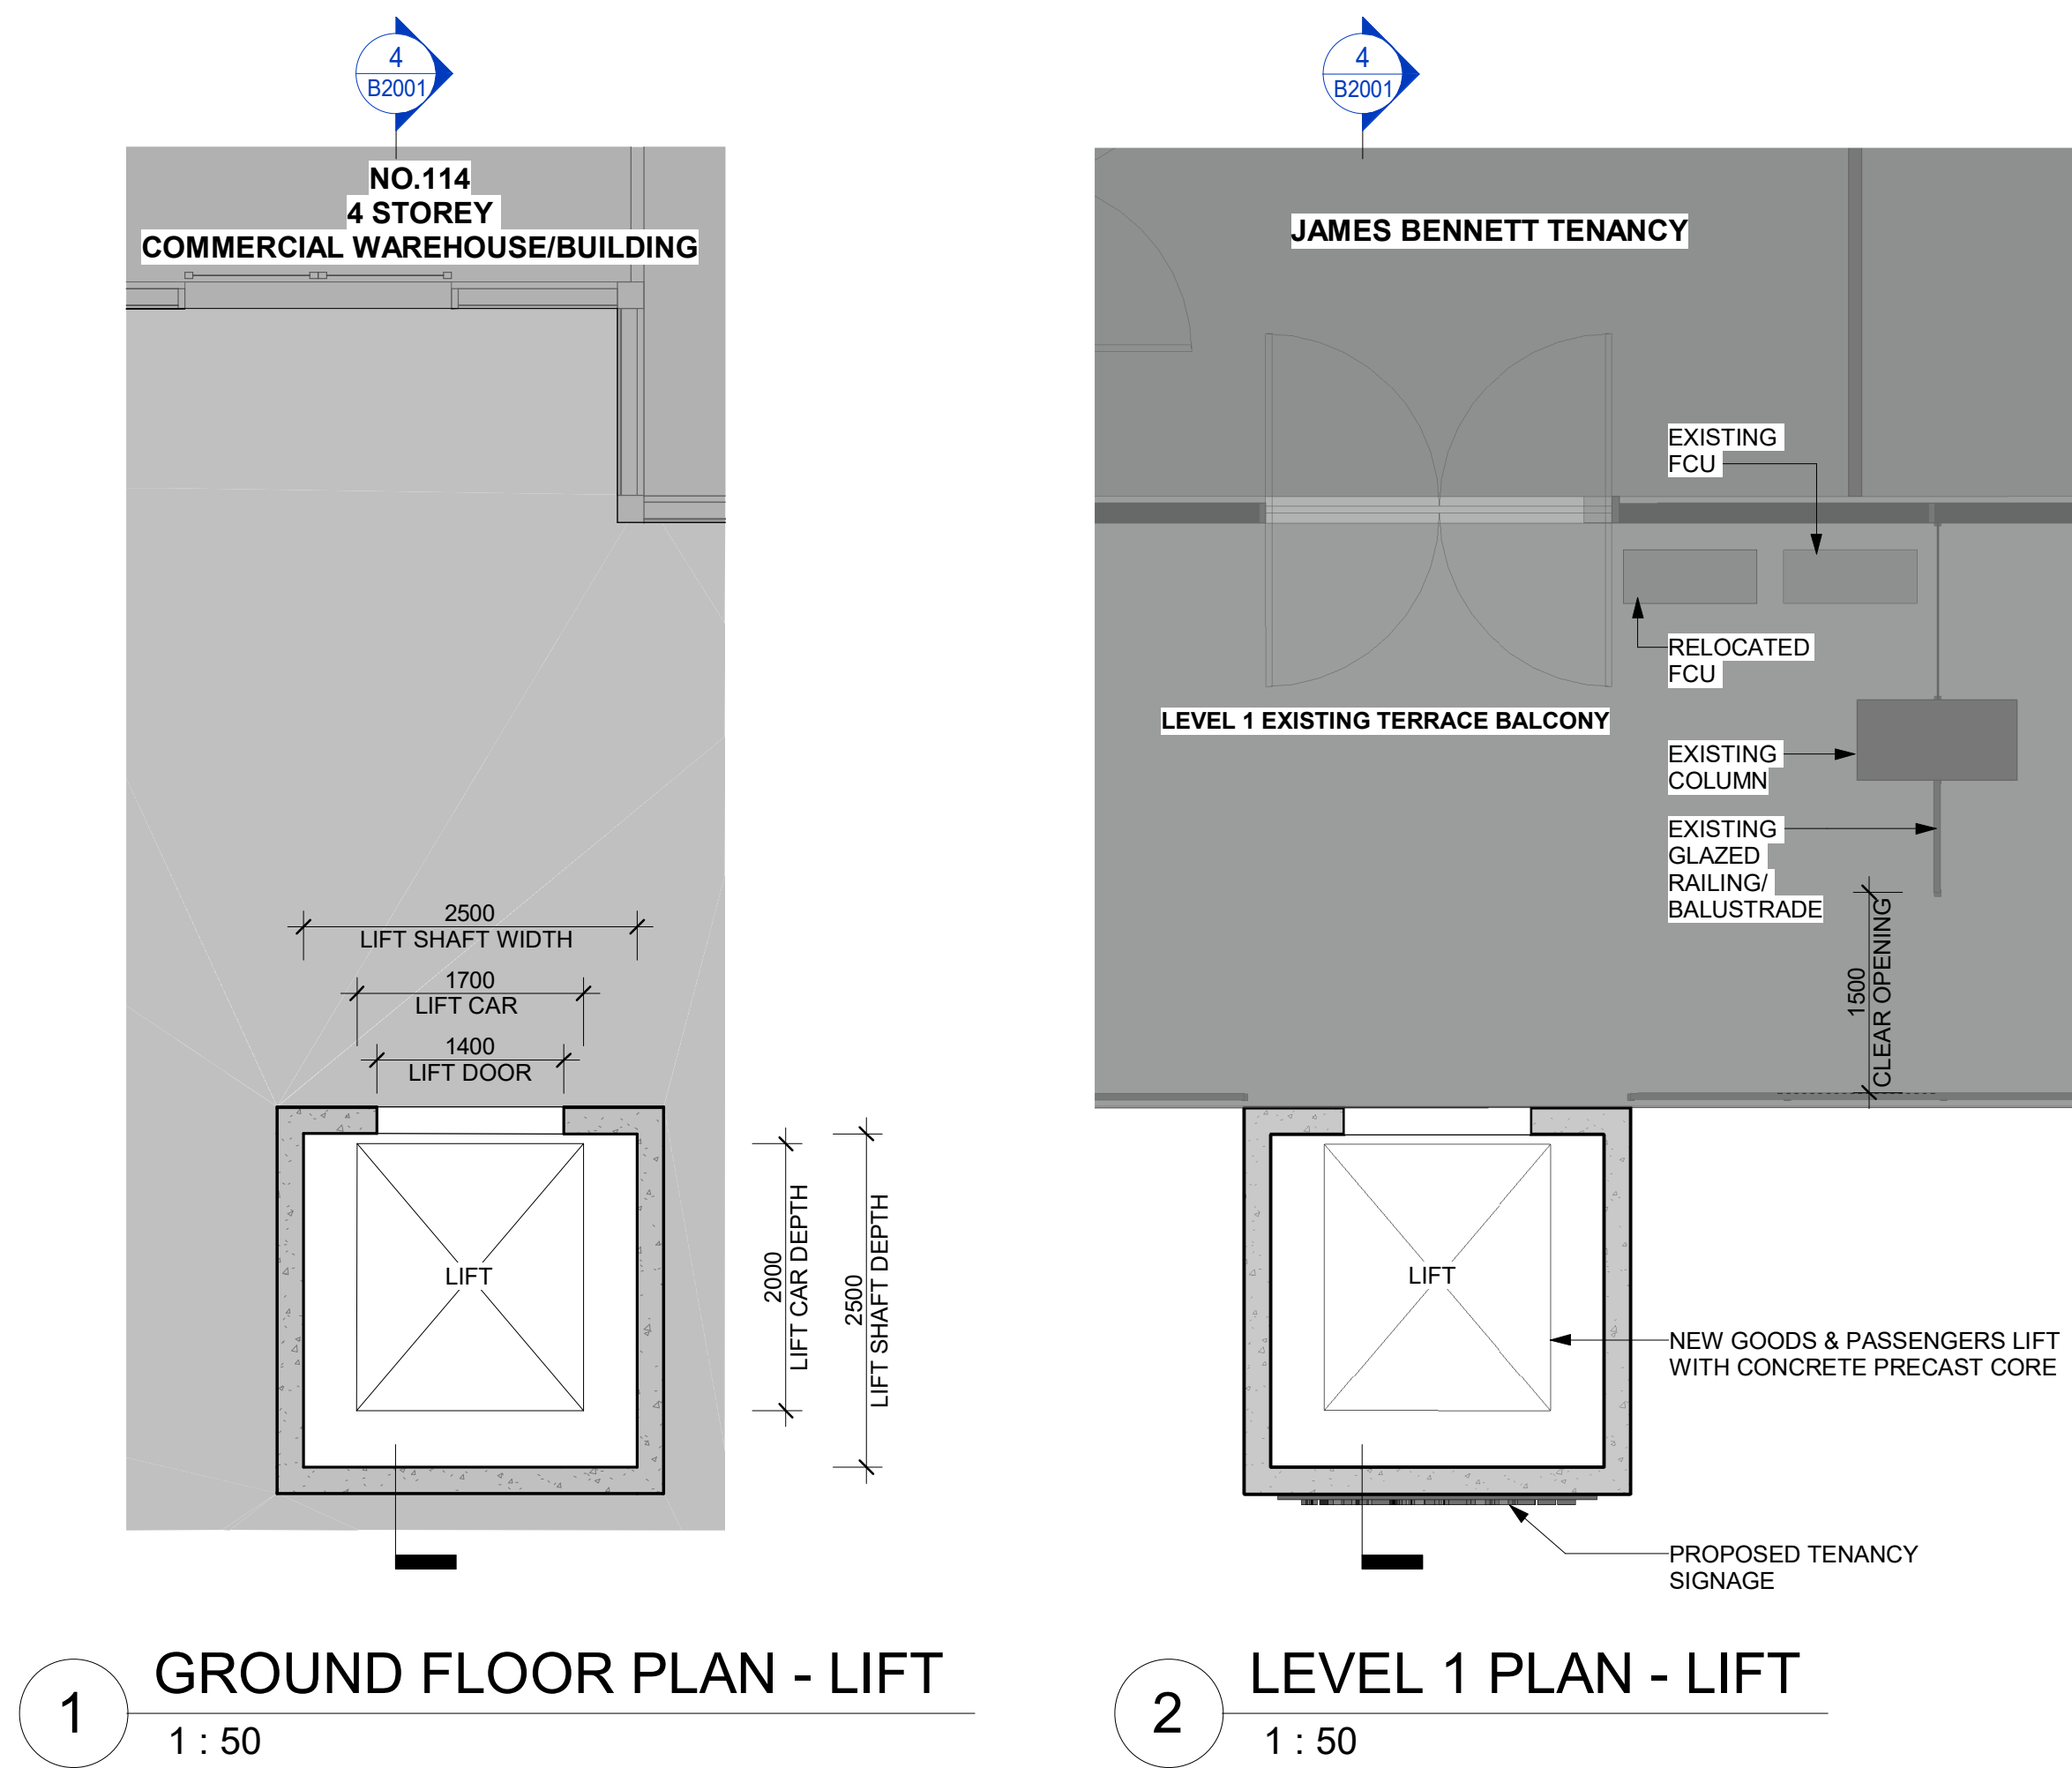 4
B2001
NO.114
4 STOREY
COMMERCIAL WAREHOUSE/BUILDING
2500
LIFT SHAFT WIDTH
1700
LIFT CAR
1400
LIFT DOOR
LIFT
2000
LIFT CAR DEPTH
2500
LIFT SHAFT DEPTH
1
GROUND FLOOR PLAN - LIFT
1 : 50
4
B2001
JAMES BENNETT TENANCY
EXISTING
FCU
RELOCATED
FCU
LEVEL 1 EXISTING TERRACE BALCONY
EXISTING
COLUMN
EXISTING
GLAZED
RAILING/
BALUSTRADE
1500
CLEAR OPENING
LIFT
NEW GOODS & PASSENGERS LIFT
WITH CONCRETE PRECAST CORE
PROPOSED TENANCY
SIGNAGE
2
LEVEL 1 PLAN - LIFT
1 : 50